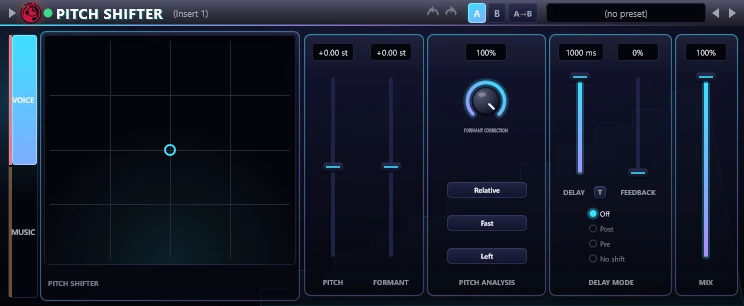 PITCH SHIFTER (Insert 1) A B A→B (no preset)
VOICE
MUSIC
PITCH SHIFTER
+0.00 st +0.00 st
PITCH FORMANT
100%
FORMANT CORRECTION
Relative
Fast
Left
PITCH ANALYSIS
1000 ms 0%
DELAY T FEEDBACK
Off
Post
Pre
No shift
DELAY MODE
100%
MIX